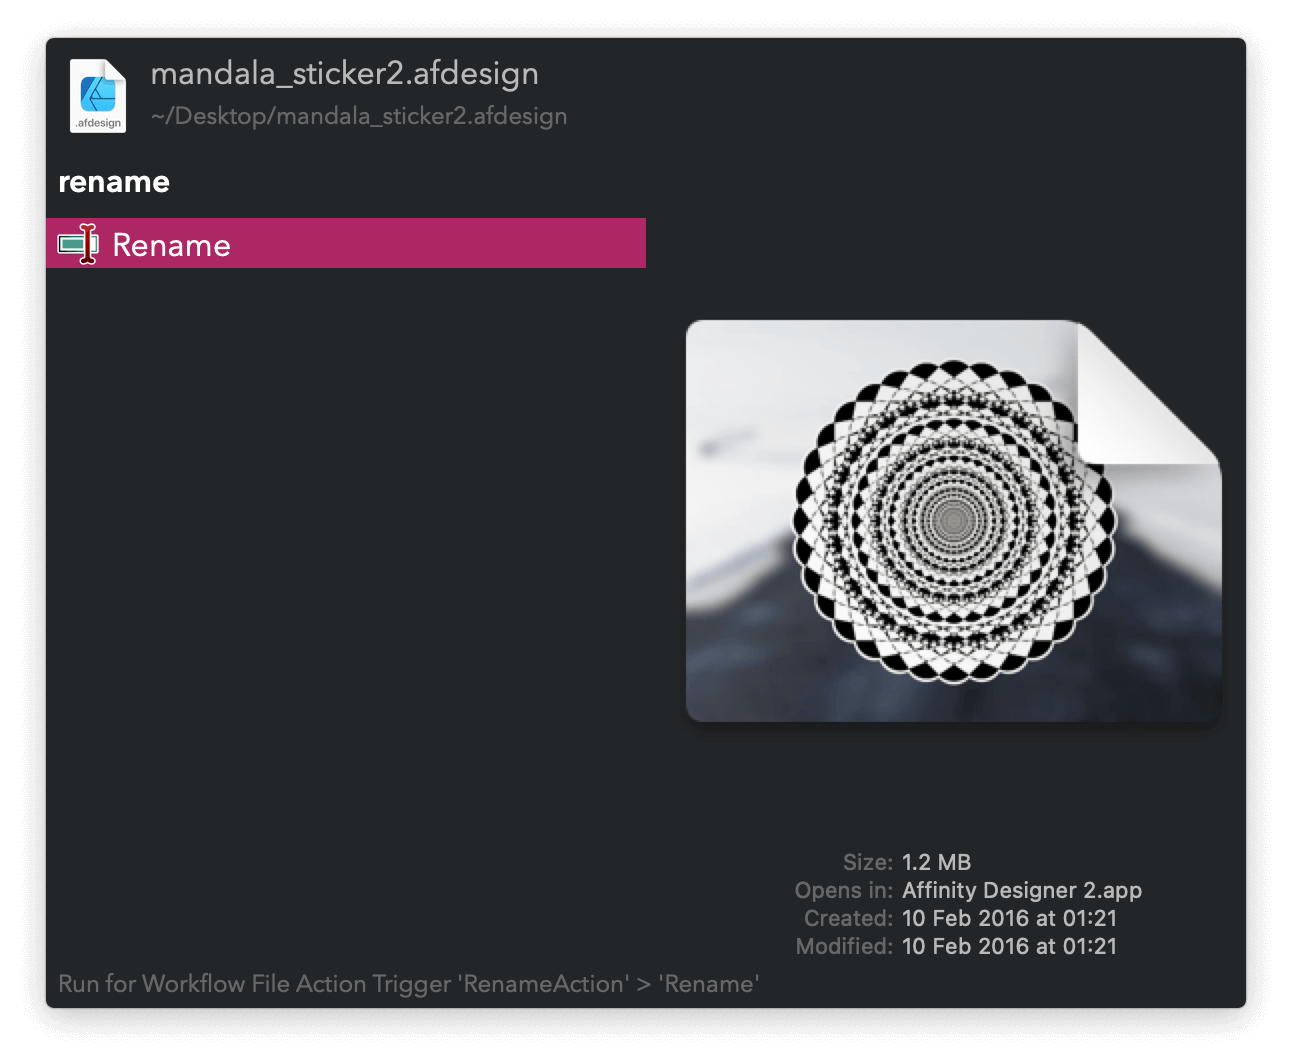 mandala_sticker2.afdesign
.afdesign
~/Desktop/mandala_sticker2.afdesign
rename
Rename
Size: 1.2 MB
Opens in: Affinity Designer 2.app
Created: 10 Feb 2016 at 01:21
Modified: 10 Feb 2016 at 01:21
Run for Workflow File Action Trigger 'RenameAction' > 'Rename'